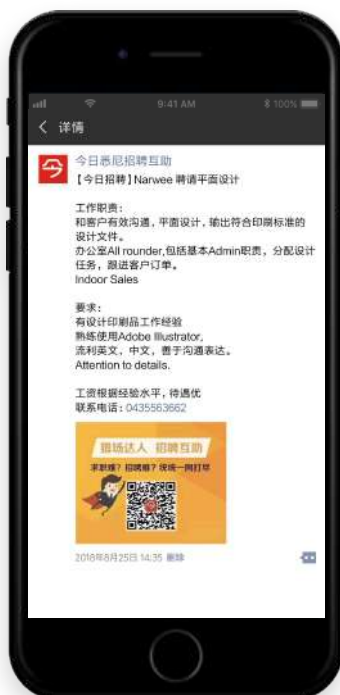 9:41 AM
100%
详情
今
今日悉尼招聘互助
【今日招聘】Narwee 聘请平面设计
工作职责:
和客户有效沟通,平面设计,输出符合印刷标准的
设计文件。
办公室All rounder,包括基本Admin职责,分配设计
任务,跟进客户订单。
Indoor Sales
要求:
有设计印刷品工作经验
熟练使用Adobe Illustrator,
流利英文,中文,善于沟通表达。
Attention to details.
工资根据经验水平,待遇优
联系电话:0435563662
职场达人 招聘互助
求职难?招聘难?统统一网打尽
2018年8月25日 14:35 删除